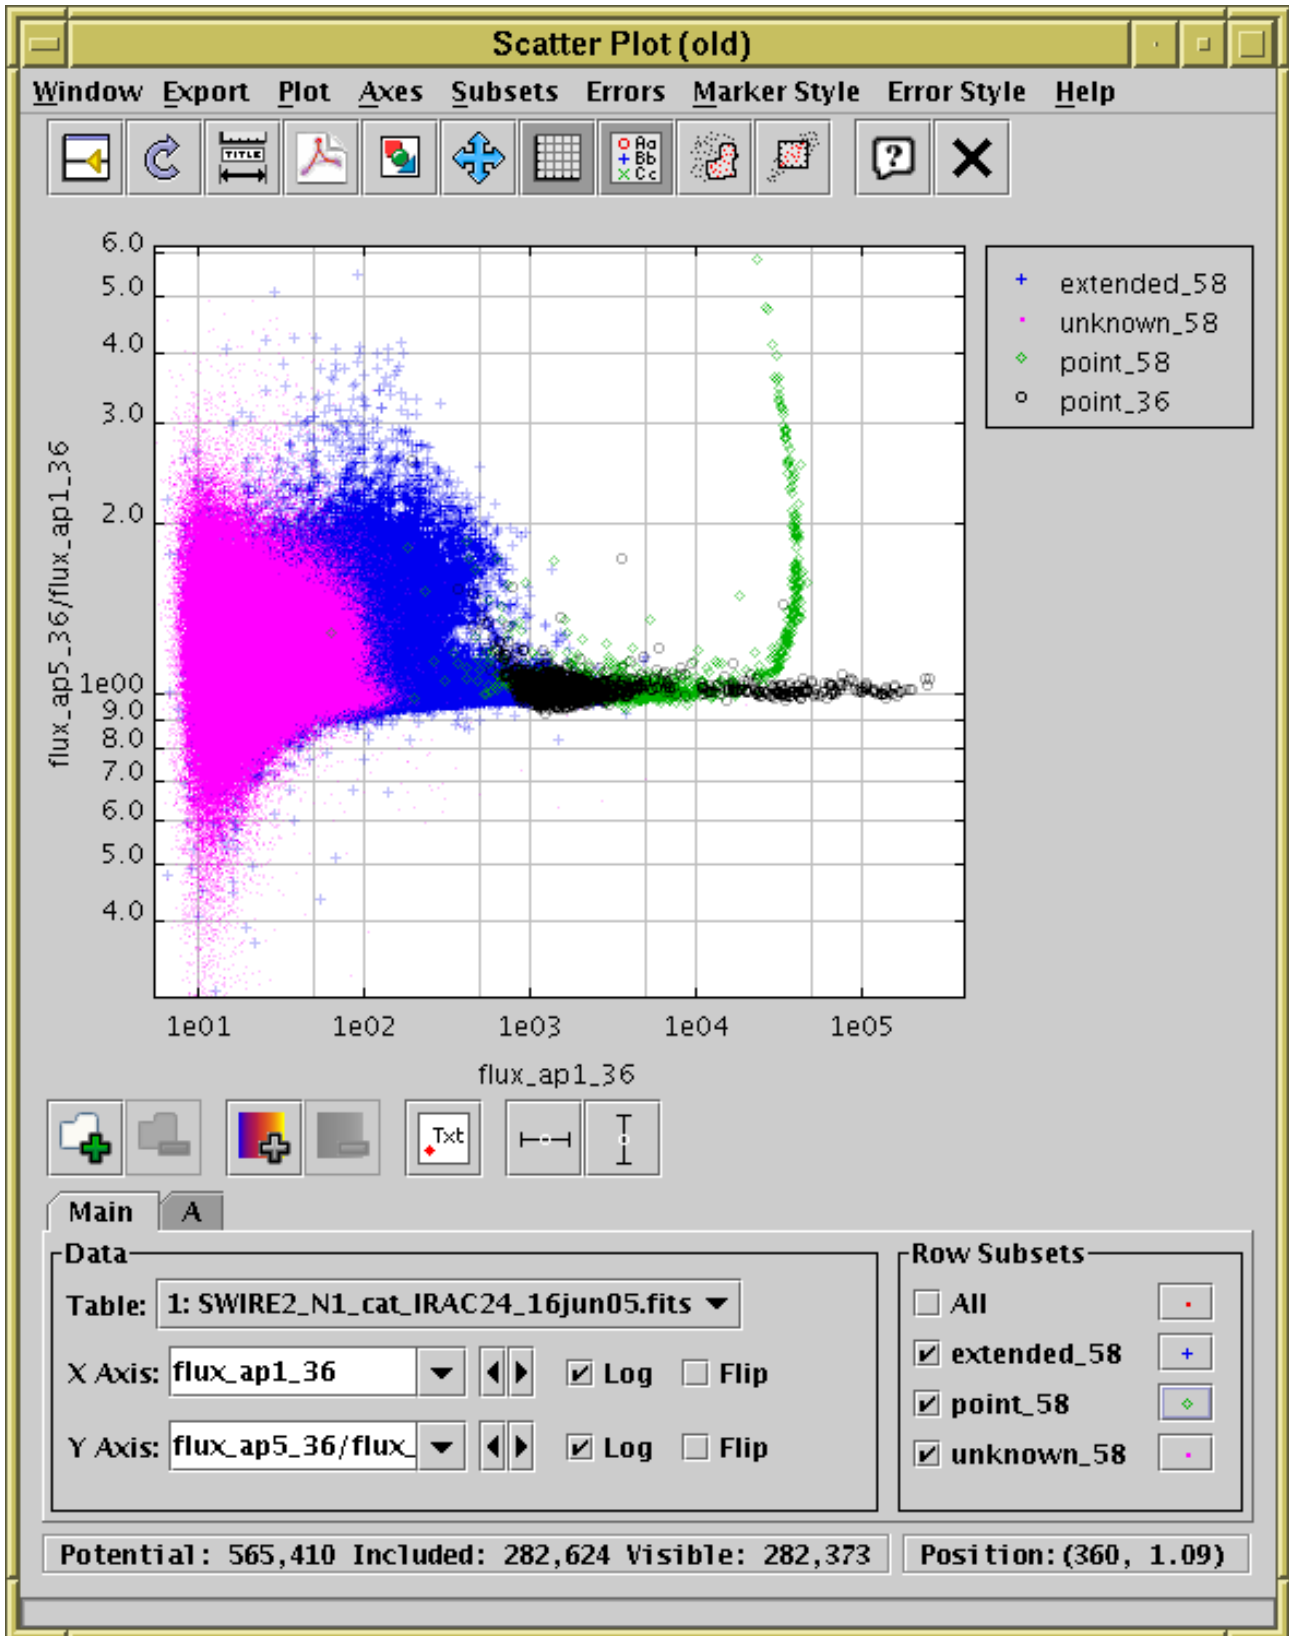 Scatter Plot (old)
Window Export Plot Axes Subsets Errors Marker Style Error Style Help
TITLE
Aa
Bb
Cc
?
6.0
5.0
4.0
3.0
2.0
1e00
9.0
8.0
7.0
6.0
5.0
4.0
flux_ap5_36/flux_ap1_36
1e01 1e02 1e03 1e04 1e05
flux_ap1_36
extended_58
unknown_58
point_58
point_36
Txt
Main A
Data
Table: 1: SWIRE2_N1_cat_IRAC24_16jun05.fits
X Axis: flux_ap1_36 Log Flip
Y Axis: flux_ap5_36/flux_ Log Flip
Row Subsets
All
extended_58
point_58
unknown_58
Potential: 565,410 Included: 282,624 Visible: 282,373 Position:(360, 1.09)